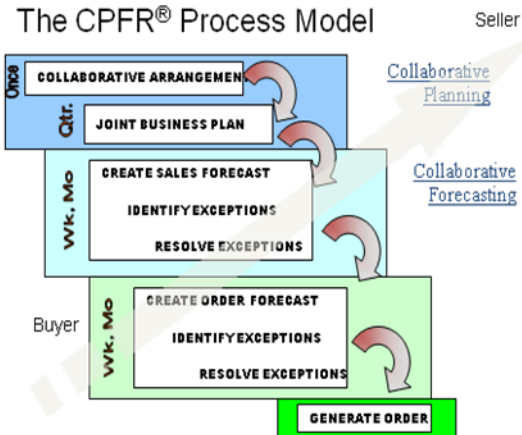 The CPFR® Process Model
Seller
Once
COLLABORATIVE ARRANGEMENT
Collaborative
Planning
Qtr.
JOINT BUSINESS PLAN
Wk, Mo
CREATE SALES FORECAST
IDENTIFY EXCEPTIONS
RESOLVE EXCEPTIONS
Collaborative
Forecasting
Buyer
Wk, Mo
CREATE ORDER FORECAST
IDENTIFY EXCEPTIONS
RESOLVE EXCEPTIONS
GENERATE ORDER